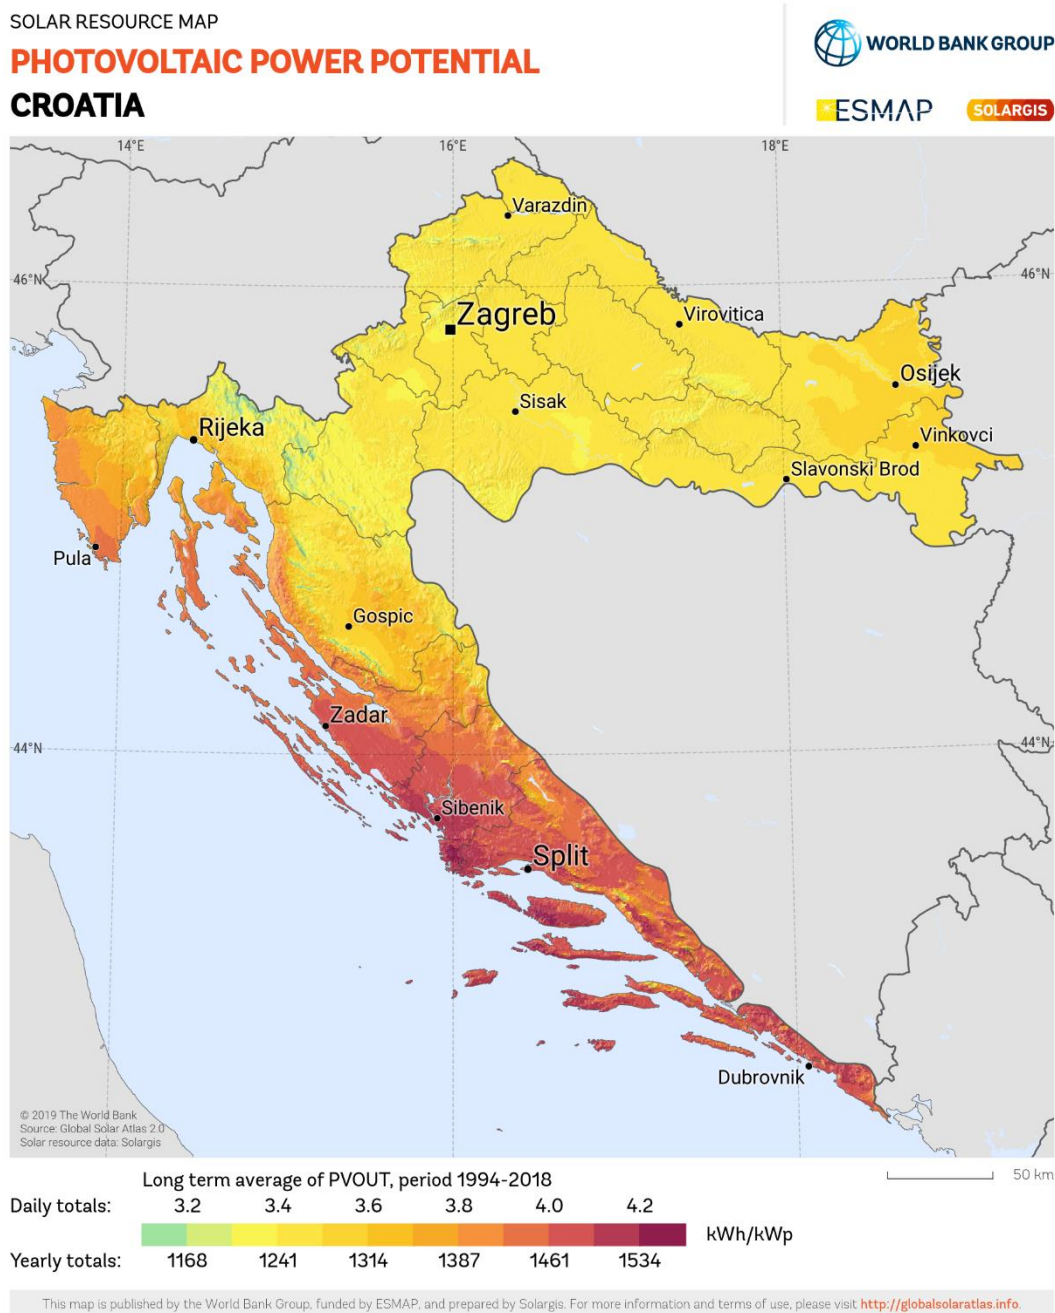 SOLAR RESOURCE MAP
PHOTOVOLTAIC POWER POTENTIAL
CROATIA
WORLD BANK GROUP
ESMAP
SOLARGIS
14°E
16°E
18°E
Varazdin
46°N
46°N
Zagreb
Virovitica
Osijek
Sisak
Rijeka
Vinkovci
Slavonski Brod
Pula
Gospic
Zadar
44°N
44°N
Sibenik
Split
Dubrovnik
© 2019 The World Bank
Source: Global Solar Atlas 2.0
Solar resource data: Solargis
Long term average of PVOUT, period 1994-2018
50 km
Daily totals: 3.2 3.4 3.6 3.8 4.0 4.2
kWh/kWp
Yearly totals: 1168 1241 1314 1387 1461 1534
This map is published by the World Bank Group, funded by ESMAP, and prepared by Solargis. For more information and terms of use, please visit http://globalsolaratlas.info.